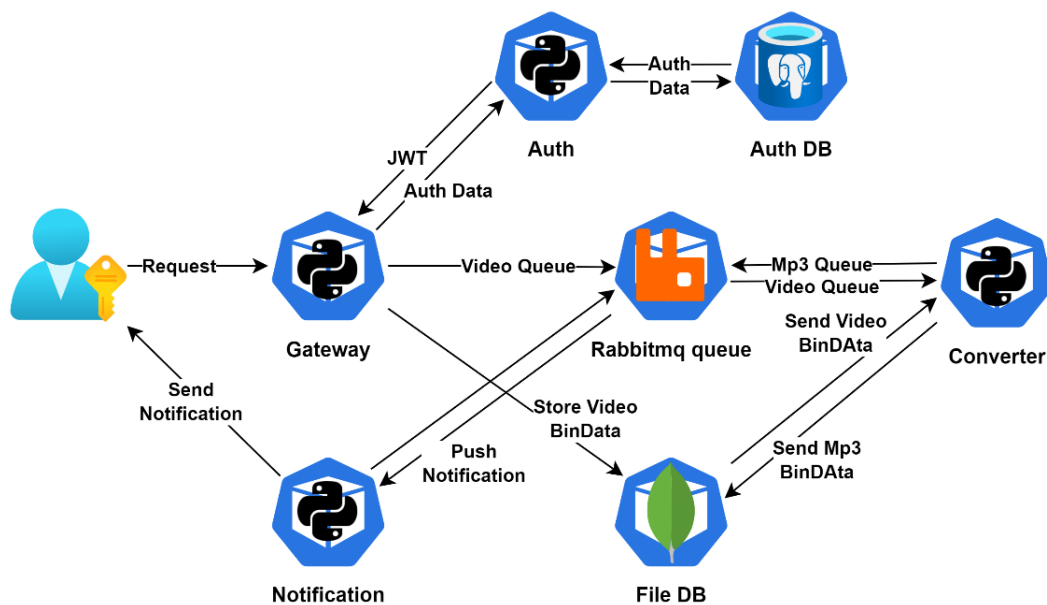 Auth
Data
Auth
Auth DB
JWT
Auth Data
Request
Video Queue
Mp3 Queue
Video Queue
Gateway
Rabbitmq queue
Send Video
BinDAta
Converter
Send
Notification
Store Video
BinData
Push
Notification
Send Mp3
BinDAta
Notification
File DB